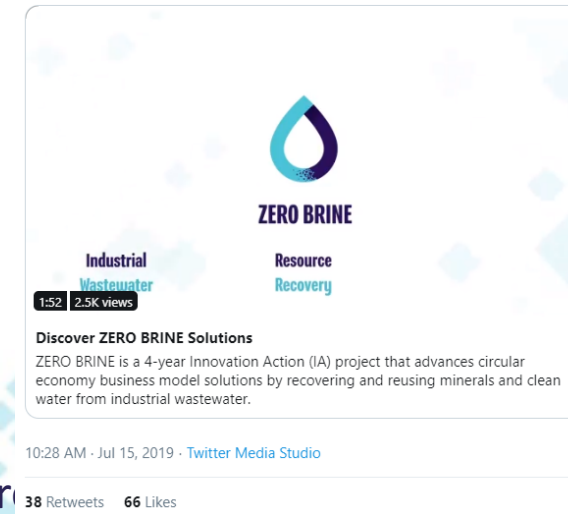 ZERO BRINE
Industrial Resource
Wastewater Recovery
1:52 2.5K views
Discover ZERO BRINE Solutions
ZERO BRINE is a 4-year Innovation Action (IA) project that advances circular
economy business model solutions by recovering and reusing minerals and clean
water from industrial wastewater.
10:28 AM · Jul 15, 2019 · Twitter Media Studio
38 Retweets 66 Likes